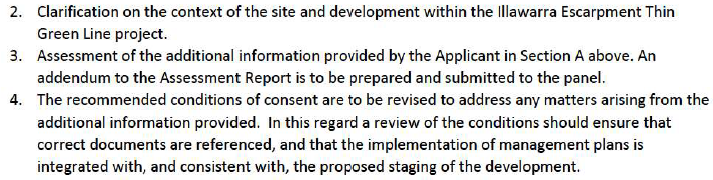 2. Clarification on the context of the site and development within the Illawarra Escarpment Thin
Green Line project.
3. Assessment of the additional information provided by the Applicant in Section A above. An
addendum to the Assessment Report is to be prepared and submitted to the panel.
4. The recommended conditions of consent are to be revised to address any matters arising from the
additional information provided. In this regard a review of the conditions should ensure that
correct documents are referenced, and that the implementation of management plans is
integrated with, and consistent with, the proposed staging of the development.